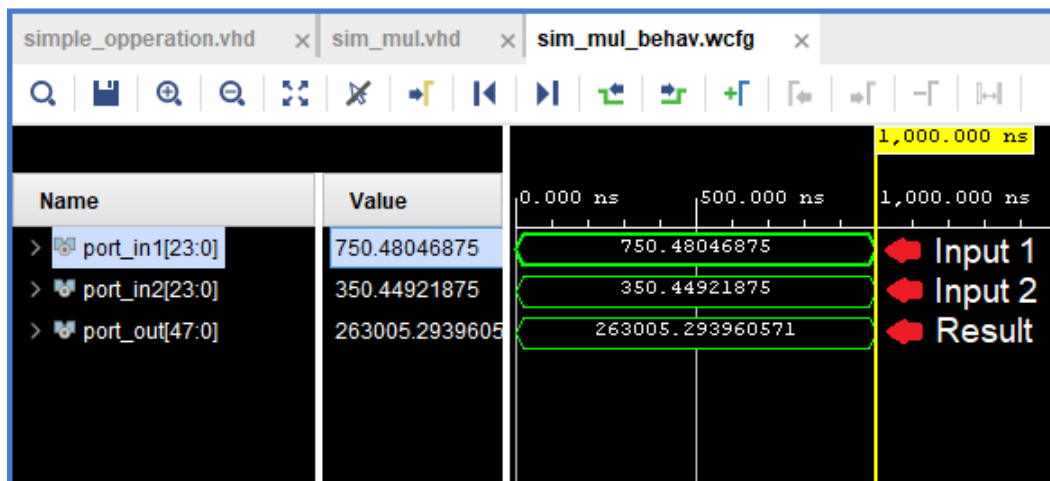 simple_opperation.vhd × sim_mul.vhd × sim_mul_behav.wcfg ×
1,000.000 ns
Name Value 0.000 ns 500.000 ns 1,000.000 ns
port_in1[23:0] 750.48046875 750.48046875 Input 1
port_in2[23:0] 350.44921875 350.44921875 Input 2
port_out[47:0] 263005.2939605 263005.293960571 Result